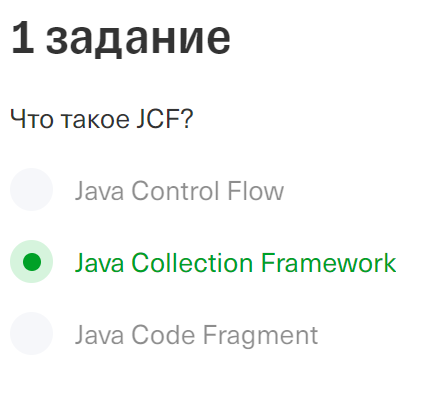 1 задание
Что такое JCF?
Java Control Flow
Java Collection Framework
Java Code Fragment